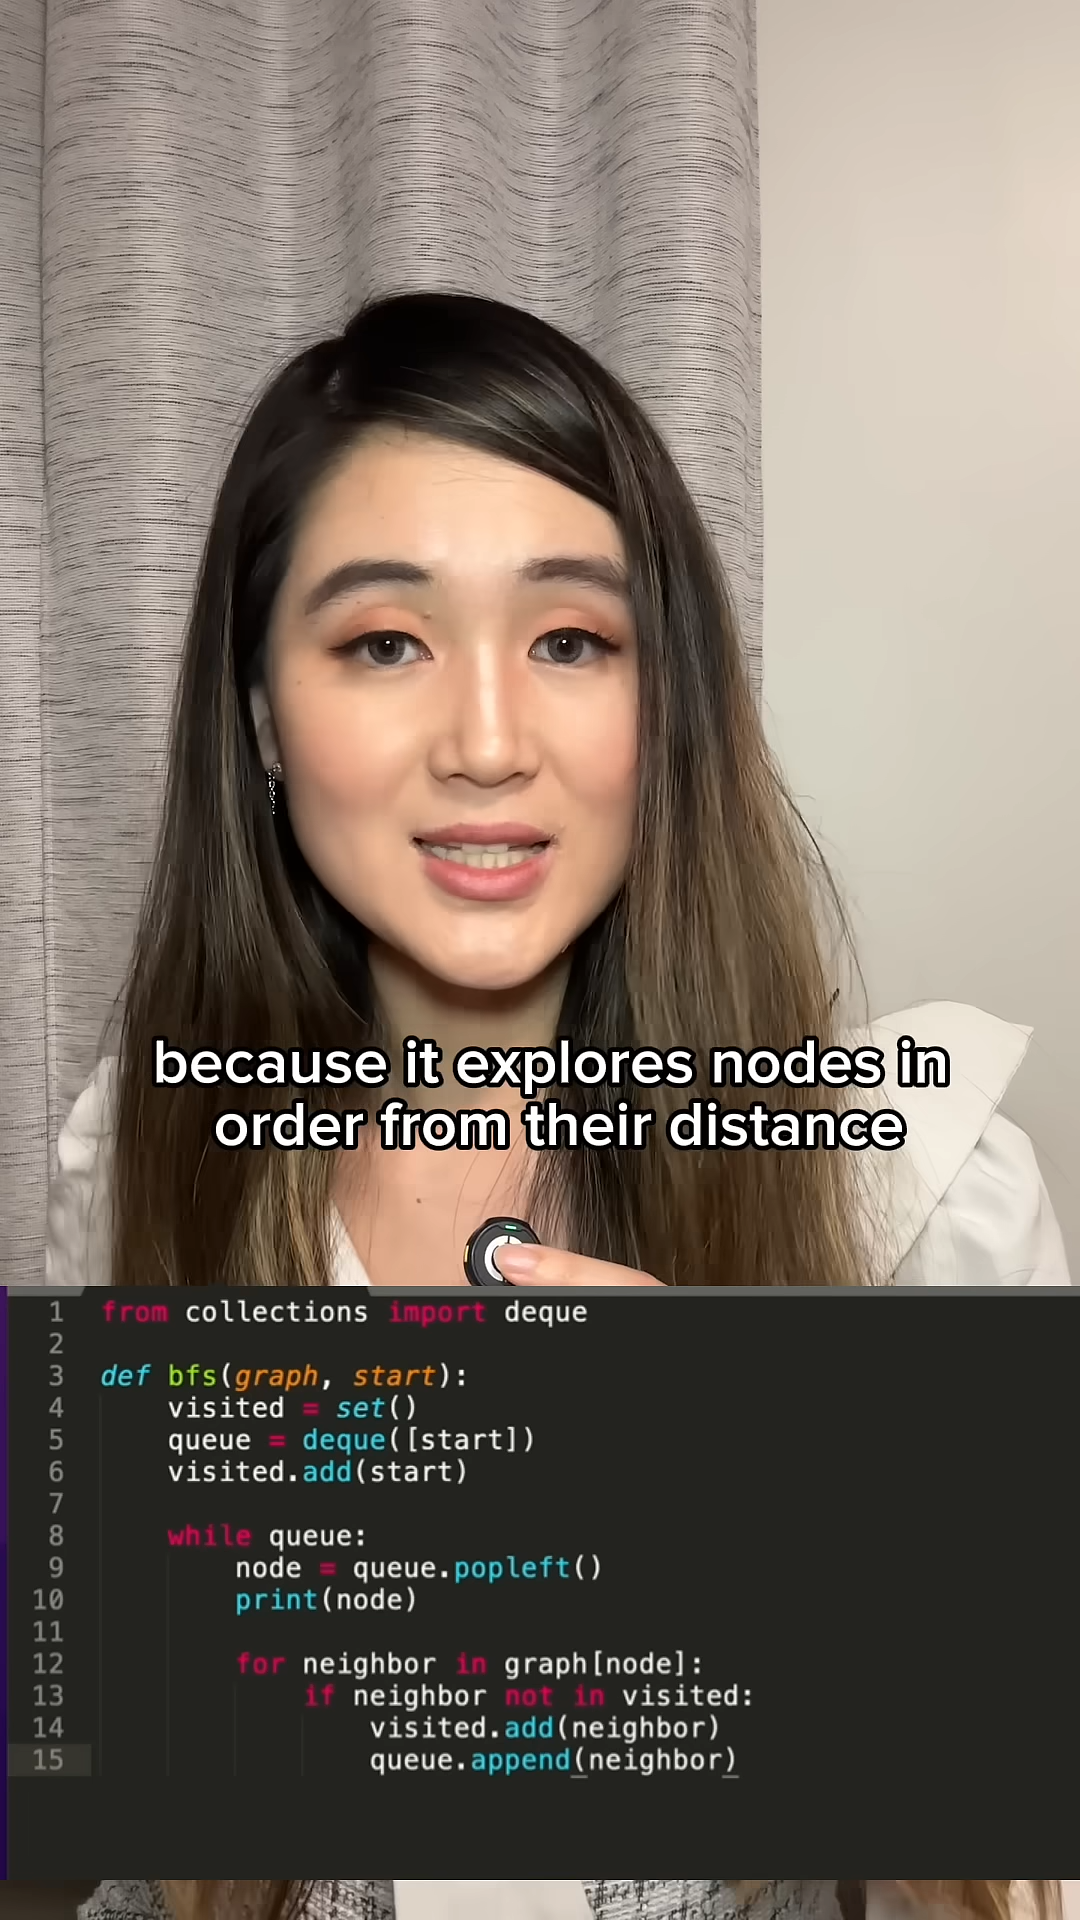 because it explores nodes in
order from their distance
1 from collections import deque
2
3 def bfs(graph, start):
4     visited = set()
5     queue = deque([start])
6     visited.add(start)
7
8     while queue:
9         node = queue.popleft()
10         print(node)
11
12         for neighbor in graph[node]:
13             if neighbor not in visited:
14                 visited.add(neighbor)
15                 queue.append(neighbor)